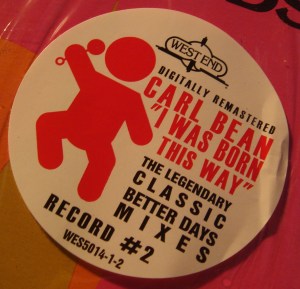 WEST END
DIGITALLY REMASTERED
CARL BEAN
"I WAS BORN
THIS WAY"
THE LEGENDARY
CLASSIC
BETTER DAYS
MIXES
RECORD #2
WES5014-1-2